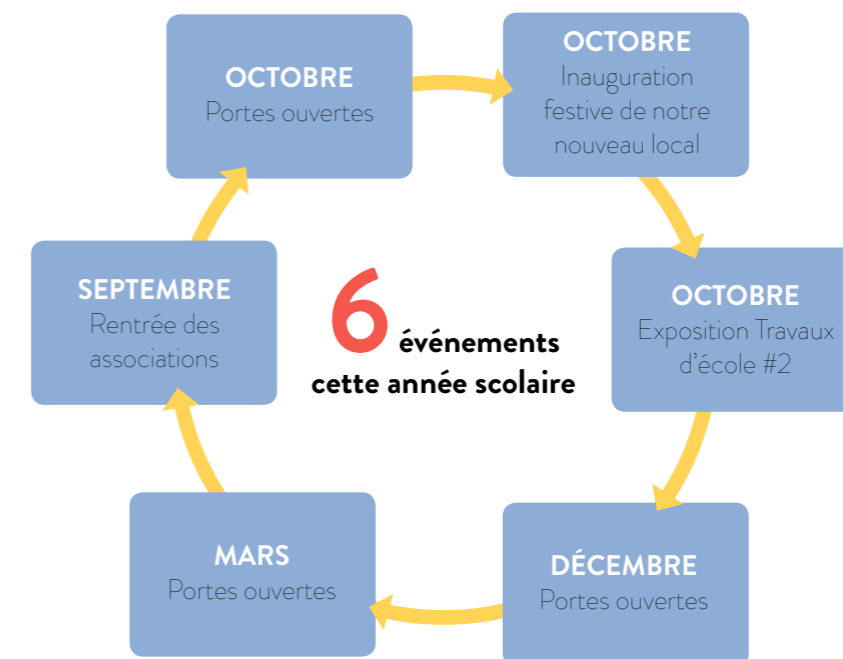 OCTOBRE
Portes ouvertes
OCTOBRE
Inauguration
festive de notre
nouveau local
SEPTEMBRE
Rentrée des
associations
6 événements
cette année scolaire
OCTOBRE
Exposition Travaux
d’école #2
MARS
Portes ouvertes
DÉCEMBRE
Portes ouvertes